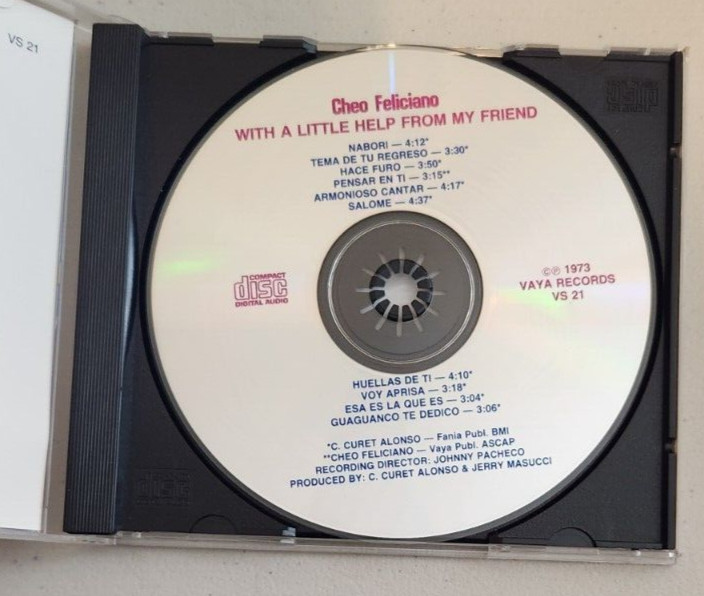 VS 21
Cheo Feliciano
WITH A LITTLE HELP FROM MY FRIEND
NABORI — 4:12*
TEMA DE TU REGRESO — 3:30*
HACE FURO — 3:50*
PENSAR EN TI — 3:15**
ARMONIOSO CANTAR — 4:17*
SALOME — 4:37*
COMPACT
disc
DIGITAL AUDIO
©℗ 1973
VAYA RECORDS
VS 21
HUELLAS DE TI — 4:10*
VOY APRISA — 3:18*
ESA ES LA QUE ES — 3:04*
GUAGUANCO TE DEDICO — 3:06*
*C. CURET ALONSO — Fania Publ. BMI
**CHEO FELICIANO — Vaya Publ. ASCAP
RECORDING DIRECTOR: JOHNNY PACHECO
PRODUCED BY: C. CURET ALONSO & JERRY MASUCCI